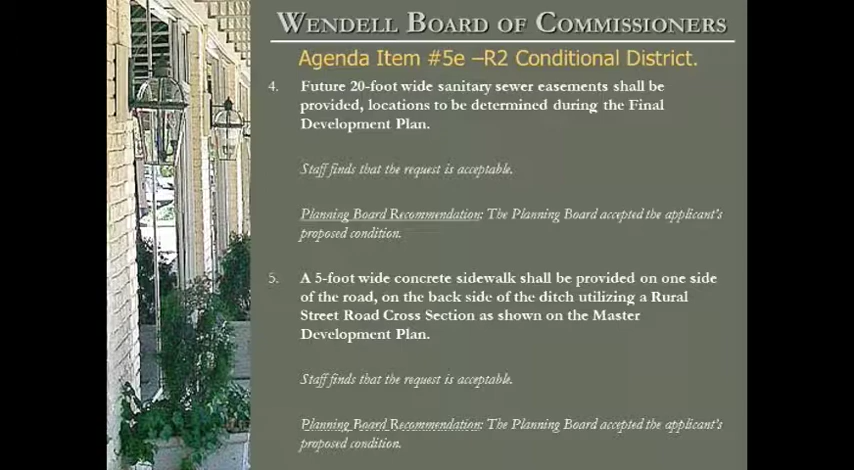 WENDELL BOARD OF COMMISSIONERS
Agenda Item #5e –R2 Conditional District.
4. Future 20-foot wide sanitary sewer easements shall be
provided, locations to be determined during the Final
Development Plan.
Staff finds that the request is acceptable.
Planning Board Recommendation: The Planning Board accepted the applicant's
proposed condition.
5. A 5-foot wide concrete sidewalk shall be provided on one side
of the road, on the back side of the ditch utilizing a Rural
Street Road Cross Section as shown on the Master
Development Plan.
Staff finds that the request is acceptable.
Planning Board Recommendation: The Planning Board accepted the applicant's
proposed condition.